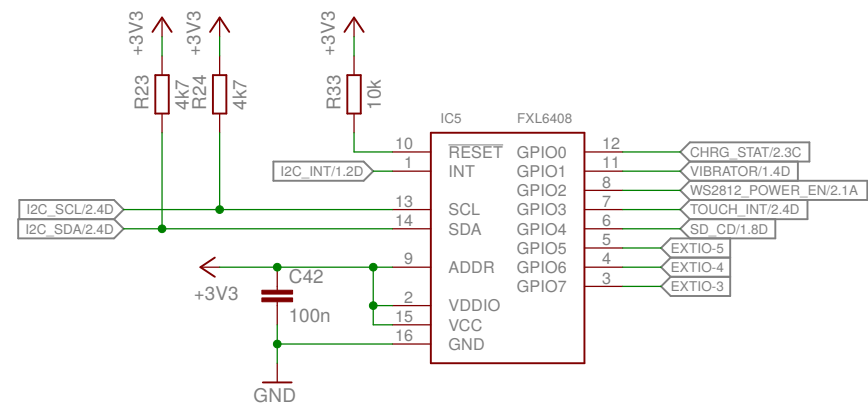 +3V3
+3V3
+3V3
R23
4k7
R24
4k7
R33
10k
IC5 FXL6408
10 RESET GPIO0 12 CHRG_STAT/2.3C
I2C_INT/1.2D 1 INT GPIO1 11 VIBRATOR/1.4D
GPIO2 8 WS2812_POWER_EN/2.1A
I2C_SCL/2.4D 13 SCL GPIO3 7 TOUCH_INT/2.4D
I2C_SDA/2.4D 14 SDA GPIO4 6 SD_CD/1.8D
GPIO5 5 EXTIO-5
9 ADDR GPIO6 4 EXTIO-4
GPIO7 3 EXTIO-3
+3V3
C42
100n
2 VDDIO
15 VCC
16 GND
GND